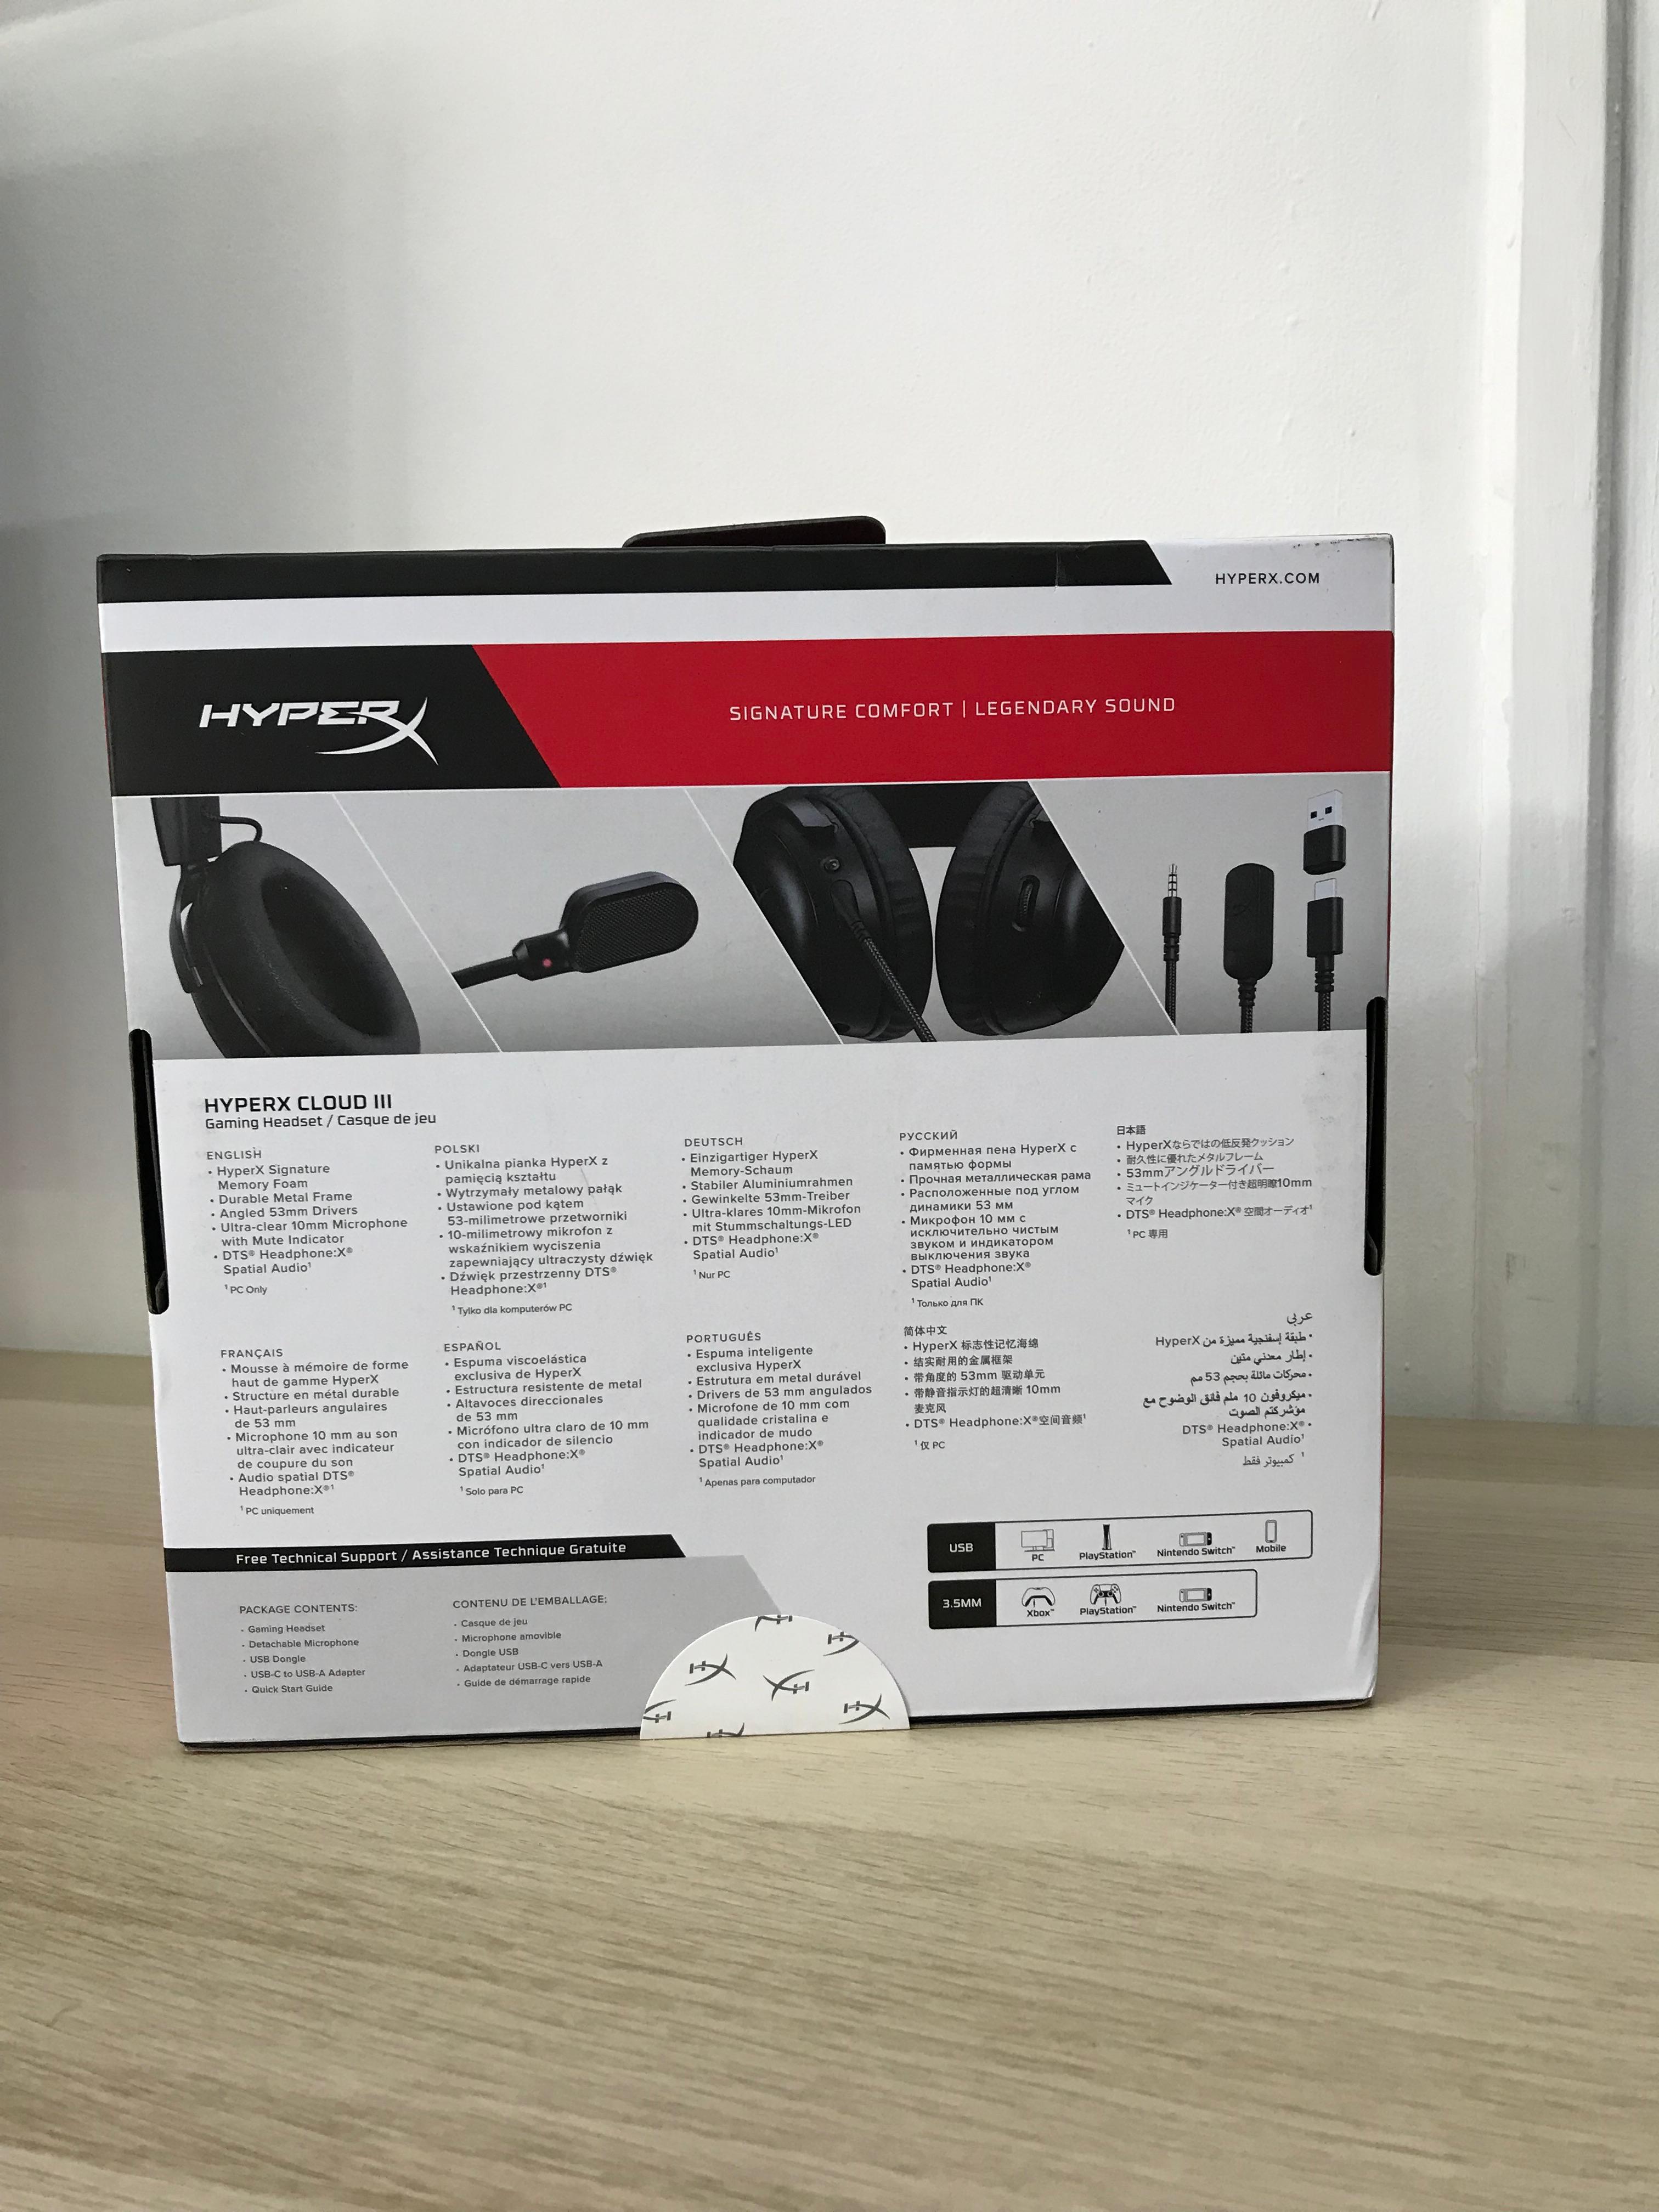 HYPERX.COM
HYPERX
SIGNATURE COMFORT | LEGENDARY SOUND
HYPERX CLOUD III
Gaming Headset / Casque de jeu
ENGLISH
• HyperX Signature
Memory Foam
• Durable Metal Frame
• Angled 53mm Drivers
• Ultra-clear 10mm Microphone
with Mute Indicator
• DTS® Headphone:X®
Spatial Audio¹
¹ PC Only
POLSKI
• Unikalna pianka HyperX z
pamięcią kształtu
• Wytrzymały metalowy pałąk
• Ustawione pod kątem
53-milimetrowe przetworniki
• 10-milimetrowy mikrofon z
wskaźnikiem wyciszenia
zapewniający ultraczysty dźwięk
• Dźwięk przestrzenny DTS®
Headphone:X®¹
¹ Tylko dla komputerów PC
DEUTSCH
• Einzigartiger HyperX
Memory-Schaum
• Stabiler Aluminiumrahmen
• Gewinkelte 53mm-Treiber
• Ultra-klares 10mm-Mikrofon
mit Stummschaltungs-LED
• DTS® Headphone:X®
Spatial Audio¹
¹ Nur PC
РУССКИЙ
• Фирменная пена HyperX с
памятью формы
• Прочная металлическая рама
• Расположенные под углом
динамики 53 мм
• Микрофон 10 мм с
исключительно чистым
звуком и индикатором
выключения звука
• DTS® Headphone:X®
Spatial Audio¹
¹ Только для ПК
日本語
• HyperXならではの低反発クッション
• 耐久性に優れたメタルフレーム
• 53mmアングルドライバー
• ミュートインジケーター付き超明瞭10mm
マイク
• DTS® Headphone:X® 空間オーディオ¹
¹ PC 専用
FRANÇAIS
• Mousse à mémoire de forme
haut de gamme HyperX
• Structure en métal durable
• Haut-parleurs angulaires
de 53 mm
• Microphone 10 mm au son
ultra-clair avec indicateur
de coupure du son
• Audio spatial DTS®
Headphone:X®¹
¹ PC uniquement
ESPAÑOL
• Espuma viscoelástica
exclusiva de HyperX
• Estructura resistente de metal
• Altavoces direccionales
de 53 mm
• Micrófono ultra claro de 10 mm
con indicador de silencio
• DTS® Headphone:X®
Spatial Audio¹
¹ Solo para PC
PORTUGUÊS
• Espuma inteligente
exclusiva HyperX
• Estrutura em metal durável
• Drivers de 53 mm angulados
• Microfone de 10 mm com
qualidade cristalina e
indicador de mudo
• DTS® Headphone:X®
Spatial Audio¹
¹ Apenas para computador
简体中文
• HyperX 标志性记忆海绵
• 结实耐用的金属框架
• 带角度的 53mm 驱动单元
• 带静音指示灯的超清晰 10mm
麦克风
• DTS® Headphone:X®空间音频¹
¹ 仅 PC
عربي
• طبقة إسفنجية مميزة من HyperX
• إطار معدني متين
• محركات مائلة بحجم 53 مم
• ميكروفون 10 ملم فائق الوضوح مع
مؤشركتم الصوت
• DTS® Headphone:X®
Spatial Audio¹
¹ كمبيوتر فقط
Free Technical Support / Assistance Technique Gratuite
PACKAGE CONTENTS:
• Gaming Headset
• Detachable Microphone
• USB Dongle
• USB-C to USB-A Adapter
• Quick Start Guide
CONTENU DE L'EMBALLAGE:
• Casque de jeu
• Microphone amovible
• Dongle USB
• Adaptateur USB-C vers USB-A
• Guide de démarrage rapide
USB
PC
PlayStation™
Nintendo Switch™
Mobile
3.5MM
Xbox™
PlayStation™
Nintendo Switch™